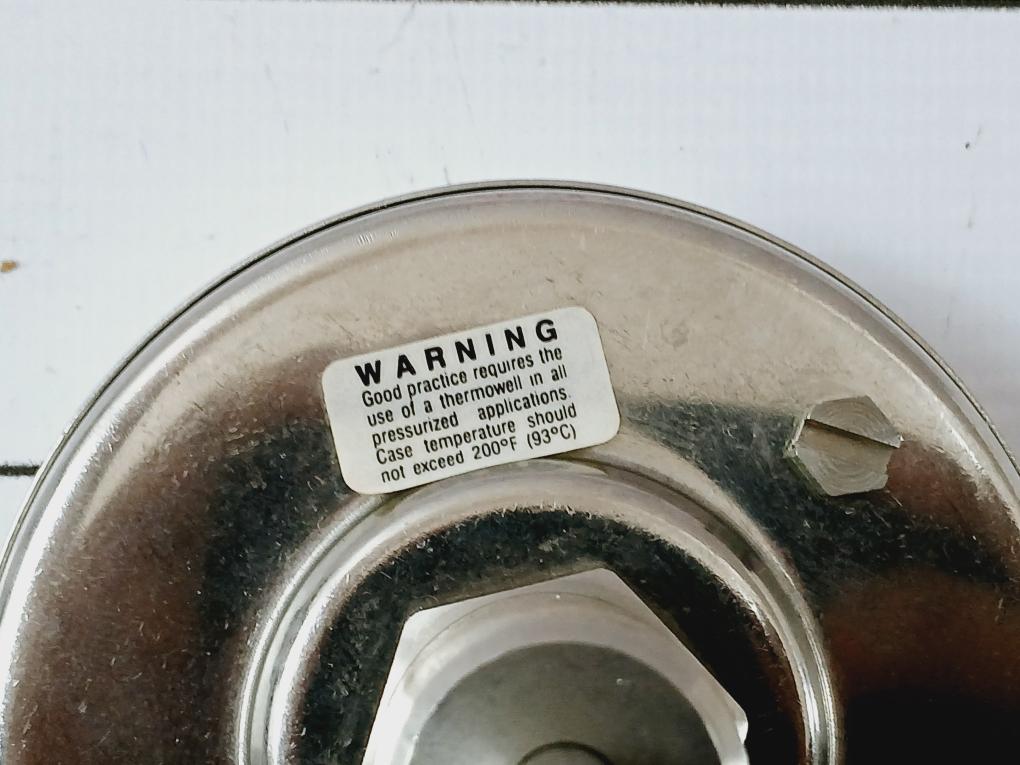 WARNING
Good practice requires the
use of a thermowell in all
pressurized applications.
Case temperature should
not exceed 200°F (93°C)